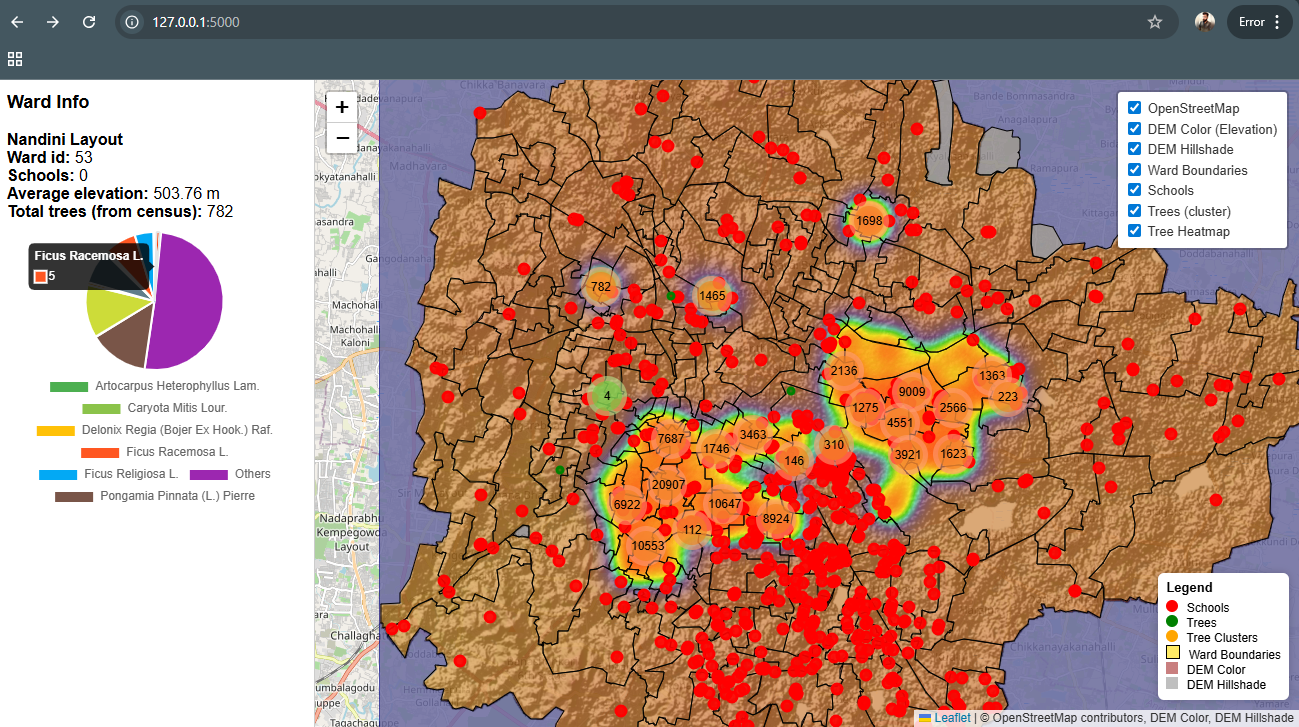 127.0.0.1:5000
Error
Ward Info
Nandini Layout
Ward id: 53
Schools: 0
Average elevation: 503.76 m
Total trees (from census): 782
Ficus Racemosa L.
5
Artocarpus Heterophyllus Lam.
Caryota Mitis Lour.
Delonix Regia (Bojer Ex Hook.) Raf.
Ficus Racemosa L.
Ficus Religiosa L. Others
Pongamia Pinnata (L.) Pierre
+
−
Chikka Banavara
Madhavara
Gangodanaha
Machohalli
Machohalli
Kaloni
Nadaprabhu
Kempegowda
Layout
Challagha
Bande Bommasandra
Anagalapura
Ramapura
Doddabanahalli
Chikkanayakanahalli
1698
782
1465
4
2136
1363
9009
223
1275
2566
4551
7687
3463
310
1746
3921
1623
146
20907
6922
10647
8924
112
10553
OpenStreetMap
DEM Color (Elevation)
DEM Hillshade
Ward Boundaries
Schools
Trees (cluster)
Tree Heatmap
Legend
Schools
Trees
Tree Clusters
Ward Boundaries
DEM Color
DEM Hillshade
Leaflet | © OpenStreetMap contributors, DEM Color, DEM Hillshade